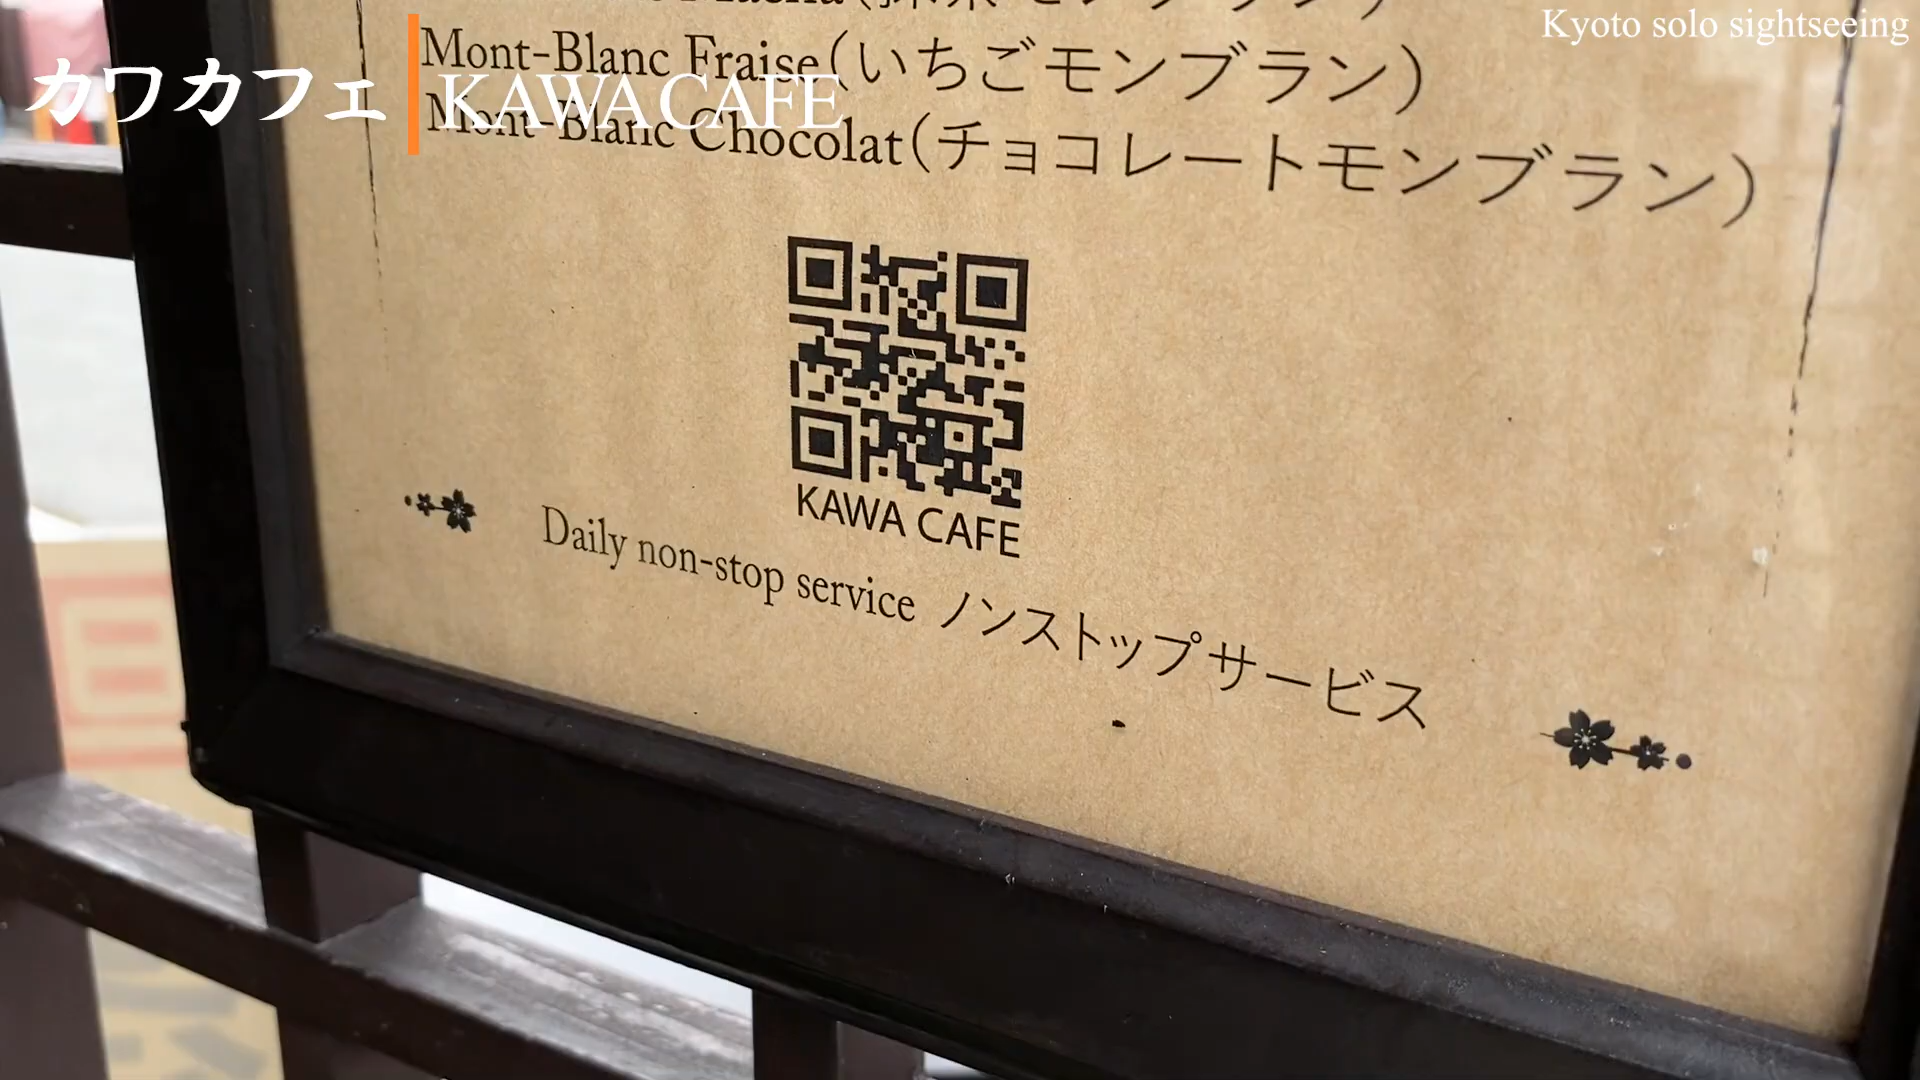 Kyoto solo sightseeing
カワカフェ
KAWA CAFE
Mont-Blanc Fraise(いちごモンブラン)
Mont-Blanc Chocolat(チョコレートモンブラン)
KAWA CAFE
Daily non-stop service ノンストップサービス